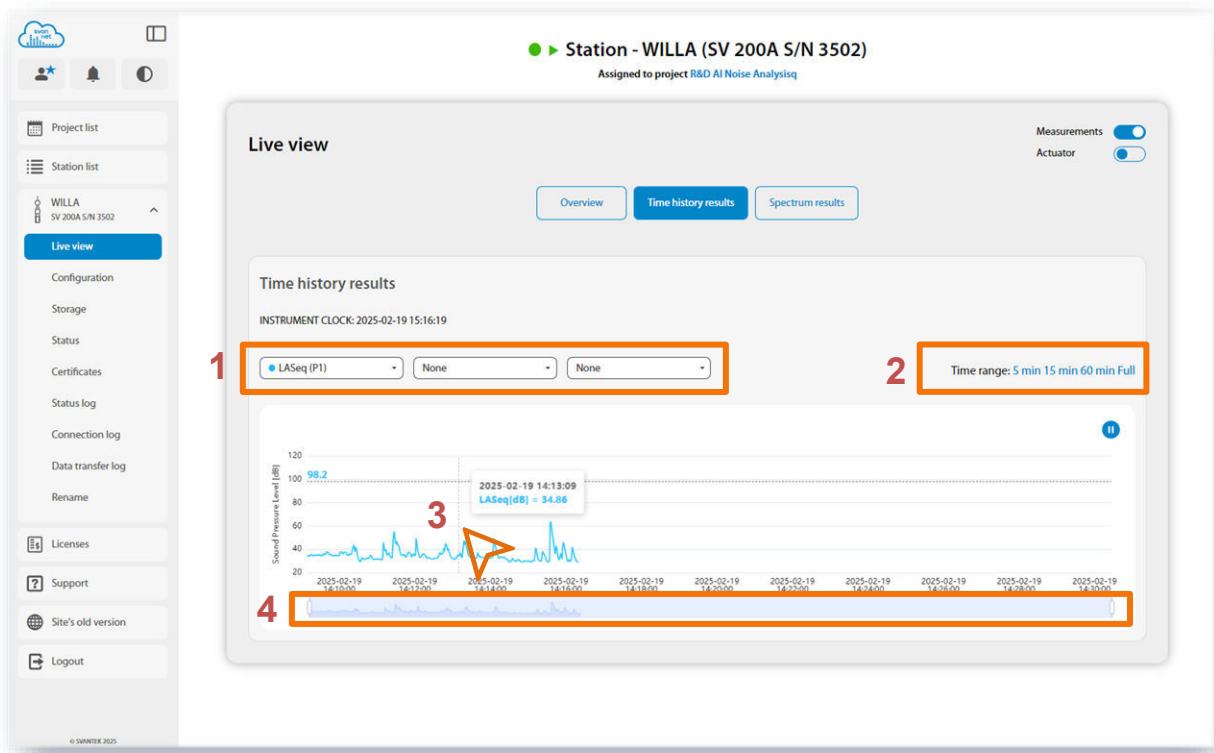 svan
net
Station - WILLA (SV 200A S/N 3502)
Assigned to project R&D AI Noise Analysisq
Project list
Station list
WILLA
SV 200A S/N 3502
Live view
Configuration
Storage
Status
Certificates
Status log
Connection log
Data transfer log
Rename
Licenses
Support
Site's old version
Logout
© SVANTEK 2025
Live view
Measurements
Actuator
Overview
Time history results
Spectrum results
Time history results
INSTRUMENT CLOCK: 2025-02-19 15:16:19
1
LASeq (P1)
None
None
2
Time range: 5 min 15 min 60 min Full
Sound Pressure Level [dB]
120
100
80
60
40
20
98.2
2025-02-19 14:13:09
LASeq[dB] = 34.86
3
2025-02-19 14:10:00
2025-02-19 14:12:00
2025-02-19 14:14:00
2025-02-19 14:16:00
2025-02-19 14:18:00
2025-02-19 14:20:00
2025-02-19 14:22:00
2025-02-19 14:24:00
2025-02-19 14:26:00
2025-02-19 14:28:00
2025-02-19 14:30:00
4